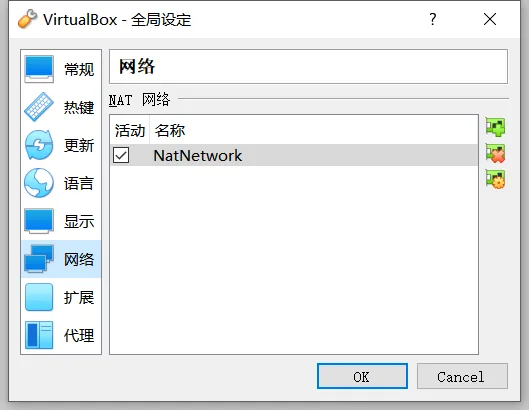 VirtualBox - 全局设定
?
常规
热键
更新
语言
显示
网络
扩展
代理
网络
NAT 网络
活动 名称
NatNetwork
OK Cancel